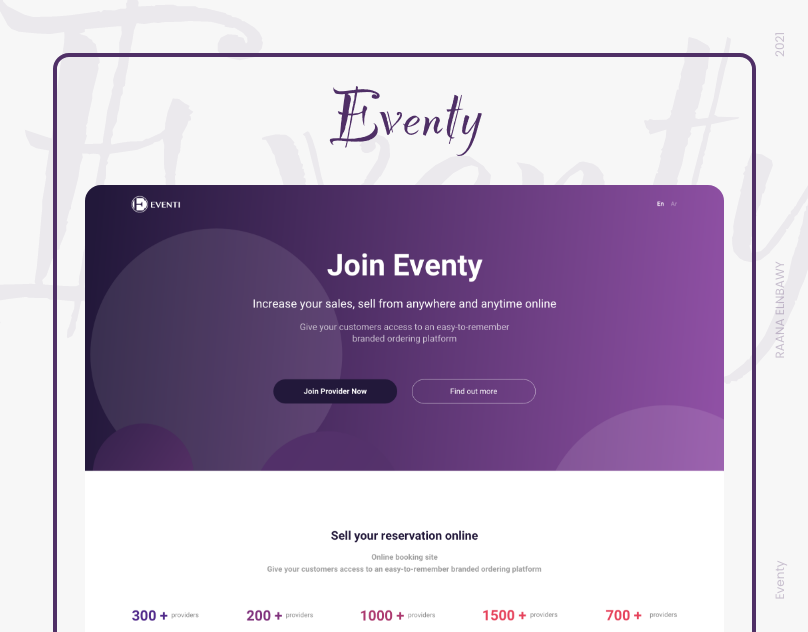 2021
Eventy
EVENTI
En Ar
Join Eventy
Increase your sales, sell from anywhere and anytime online
Give your customers access to an easy-to-remember
branded ordering platform
Join Provider Now
Find out more
RAANA ELNBAWY
Sell your reservation online
Online booking site
Give your customers access to an easy-to-remember branded ordering platform
300 + providers
200 + providers
1000 + providers
1500 + providers
700 + providers
Eventy
Eventy